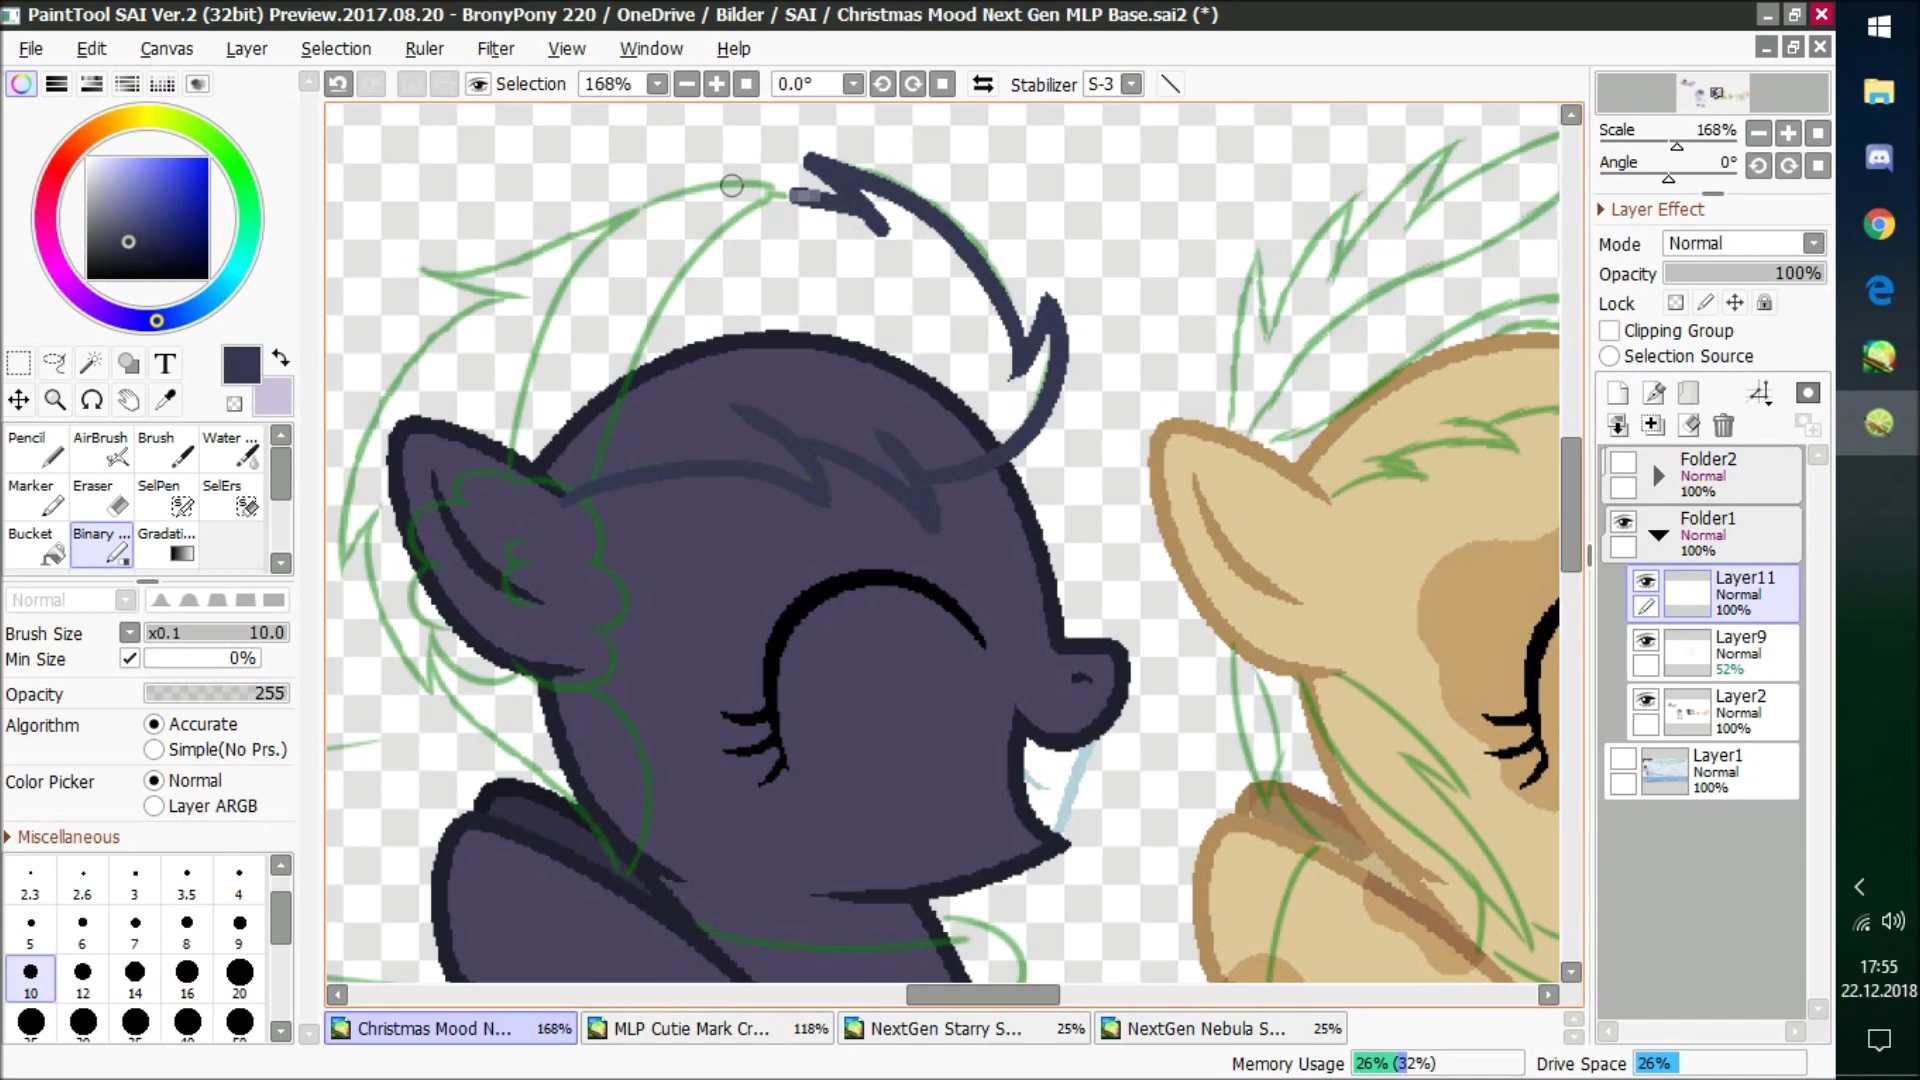 PaintTool SAI Ver.2 (32bit) Preview.2017.08.20 - BronyPony 220 / OneDrive / Bilder / SAI / Christmas Mood Next Gen MLP Base.sai2 (*)
File Edit Canvas Layer Selection Ruler Filter View Window Help
Selection 168% 0.0° Stabilizer S-3
Scale 168%
Angle 0°
Layer Effect
Mode Normal
Opacity 100%
Lock
Clipping Group
Selection Source
T
Pencil AirBrush Brush Water ...
Marker Eraser SelPen SelErs
Bucket Binary ... Gradati...
Normal
Brush Size x0.1 10.0
Min Size 0%
Opacity 255
Algorithm Accurate
Simple(No Prs.)
Color Picker Normal
Layer ARGB
Miscellaneous
2.3 2.6 3 3.5 4
5 6 7 8 9
10 12 14 16 20
Folder2
Normal
100%
Folder1
Normal
100%
Layer11
Normal
100%
Layer9
Normal
52%
Layer2
Normal
100%
Layer1
Normal
100%
Christmas Mood N... 168%
MLP Cutie Mark Cr... 118%
NextGen Starry S... 25%
NextGen Nebula S... 25%
Memory Usage 26% (32%) Drive Space 26%
17:55
22.12.2018